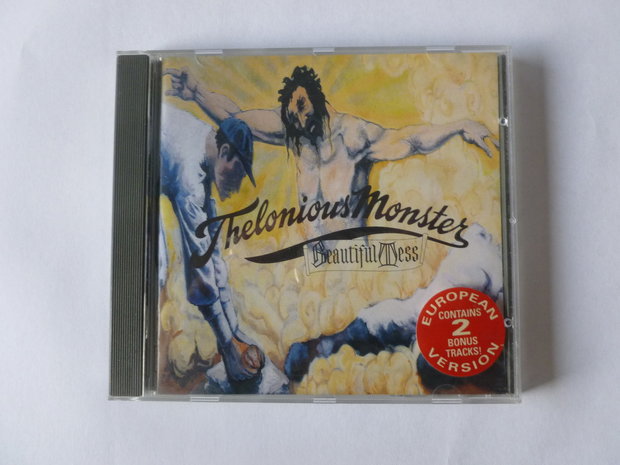 Thelonious Monster
Beautiful Mess
EUROPEAN
CONTAINS
2
BONUS
TRACKS!
VERSION